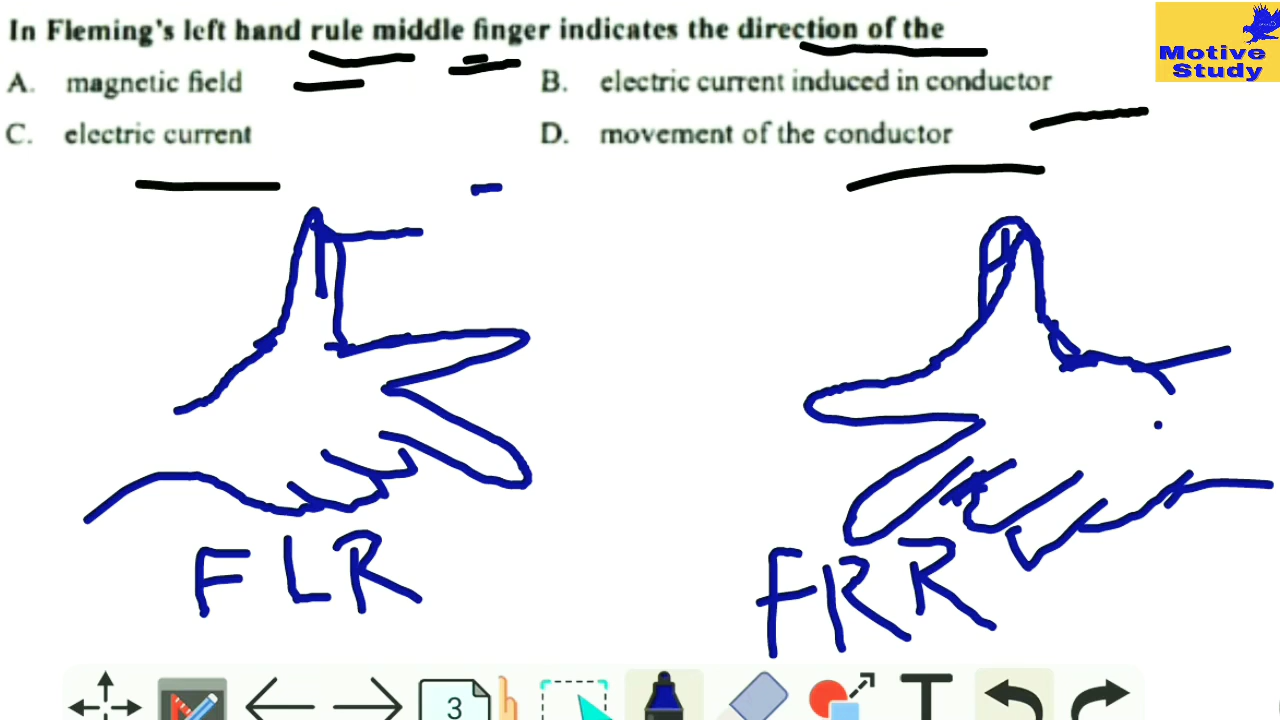 In Fleming's left hand rule middle finger indicates the direction of the
A. magnetic field B. electric current induced in conductor
C. electric current D. movement of the conductor
Motive
Study
FLR
FRR
3
T